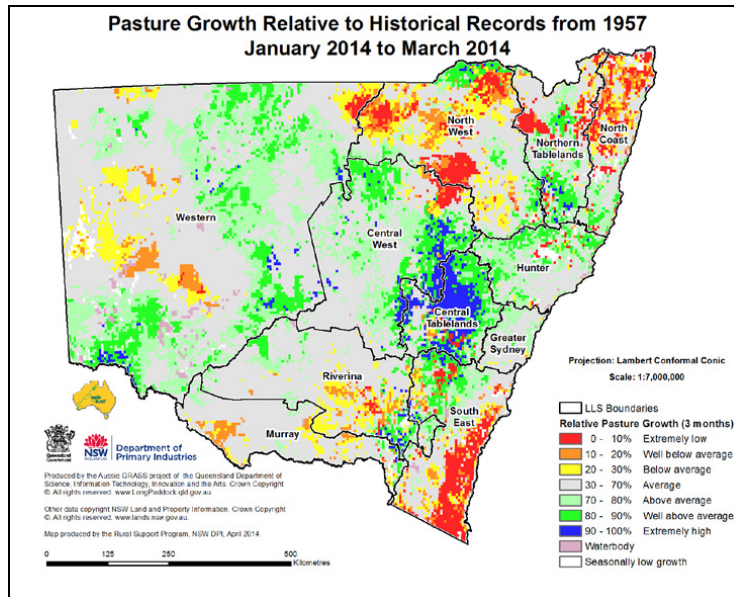 Pasture Growth Relative to Historical Records from 1957
January 2014 to March 2014
North
West
Northern
Tablelands
North
Coast
Western
Central
West
Hunter
Central
Tablelands
Greater
Sydney
Riverina
South
East
Murray
Projection: Lambert Conformal Conic
Scale: 1:7,000,000
LLS Boundaries
Relative Pasture Growth (3 months)
0 - 10% Extremely low
10 - 20% Well below average
20 - 30% Below average
30 - 70% Average
70 - 80% Above average
80 - 90% Well above average
90 - 100% Extremely high
Waterbody
Seasonally low growth
Queensland
Government
NSW
GOVERNMENT
Department of
Primary Industries
Produced by the Aussie GRASS project of the Queensland Department of
Science, Information Technology, Innovation and the Arts. Crown Copyright
©. All rights reserved. www.LongPaddock.qld.gov.au.
Other data copyright NSW Land and Property Information. Crown Copyright
©. All rights reserved. www.lands.nsw.gov.au.
Map produced by the Rural Support Program, NSW DPI, April 2014.
0 125 250 500
Kilometres